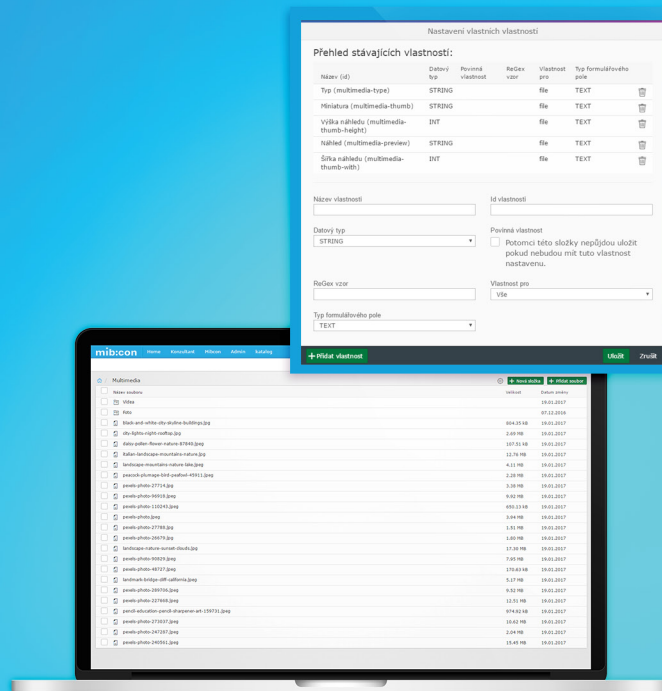 Nastavení vlastních vlastností
Přehled stávajících vlastností:
Název (id) Datový typ Povinná vlastnost ReGex vzor Vlastnost pro Typ formulářového pole
Typ (multimedia-type) STRING file TEXT
Miniatura (multimedia-thumb) STRING file TEXT
Výška náhledu (multimedia-thumb-height) INT file TEXT
Náhled (multimedia-preview) STRING file TEXT
Šířka náhledu (multimedia-thumb-with) INT file TEXT
Název vlastnosti Id vlastnosti
Datový typ Povinná vlastnost
STRING Potomci této složky nepůjdou uložit
pokud nebudou mít tuto vlastnost
nastavenu.
ReGex vzor Vlastnost pro
Vše
Typ formulářového pole
TEXT
+ Přidat vlastnost Uložit Zrušit
mib:con Home Konzultant Mibcon Admin katalog
Multimedia + Nová složka + Přidat soubor
Název souboru Velikost Datum změny
Videa 19.01.2017
Foto 07.12.2016
black-and-white-city-skyline-buildings.jpg 804.35 kB 19.01.2017
city-lights-night-rooftop.jpg 2.69 MB 19.01.2017
daisy-pollen-flower-nature-87840.jpeg 187.51 kB 19.01.2017
italian-landscape-mountains-nature.jpg 12.76 MB 19.01.2017
landscape-mountains-nature-lake.jpeg 4.11 MB 19.01.2017
peacock-plumage-bird-peafowl-45911.jpeg 2.28 MB 19.01.2017
pexels-photo-27714.jpg 3.38 MB 19.01.2017
pexels-photo-96918.jpeg 9.92 MB 19.01.2017
pexels-photo-110243.jpeg 650.13 kB 19.01.2017
pexels-photo.jpeg 3.94 MB 19.01.2017
pexels-photo-27788.jpg 1.51 MB 19.01.2017
pexels-photo-26679.jpg 1.80 MB 19.01.2017
landscape-nature-sunset-clouds.jpg 17.36 MB 19.01.2017
pexels-photo-90829.jpeg 7.95 MB 19.01.2017
pexels-photo-48727.jpeg 170.63 kB 19.01.2017
landmark-bridge-cliff-california.jpeg 5.17 MB 19.01.2017
pexels-photo-289706.jpeg 9.52 MB 19.01.2017
pexels-photo-227668.jpeg 12.51 MB 19.01.2017
pencil-education-pencil-sharpener-art-159731.jpeg 974.92 kB 19.01.2017
pexels-photo-273037.jpeg 10.62 MB 19.01.2017
pexels-photo-247287.jpeg 2.04 MB 19.01.2017
pexels-photo-240561.jpeg 15.45 MB 19.01.2017